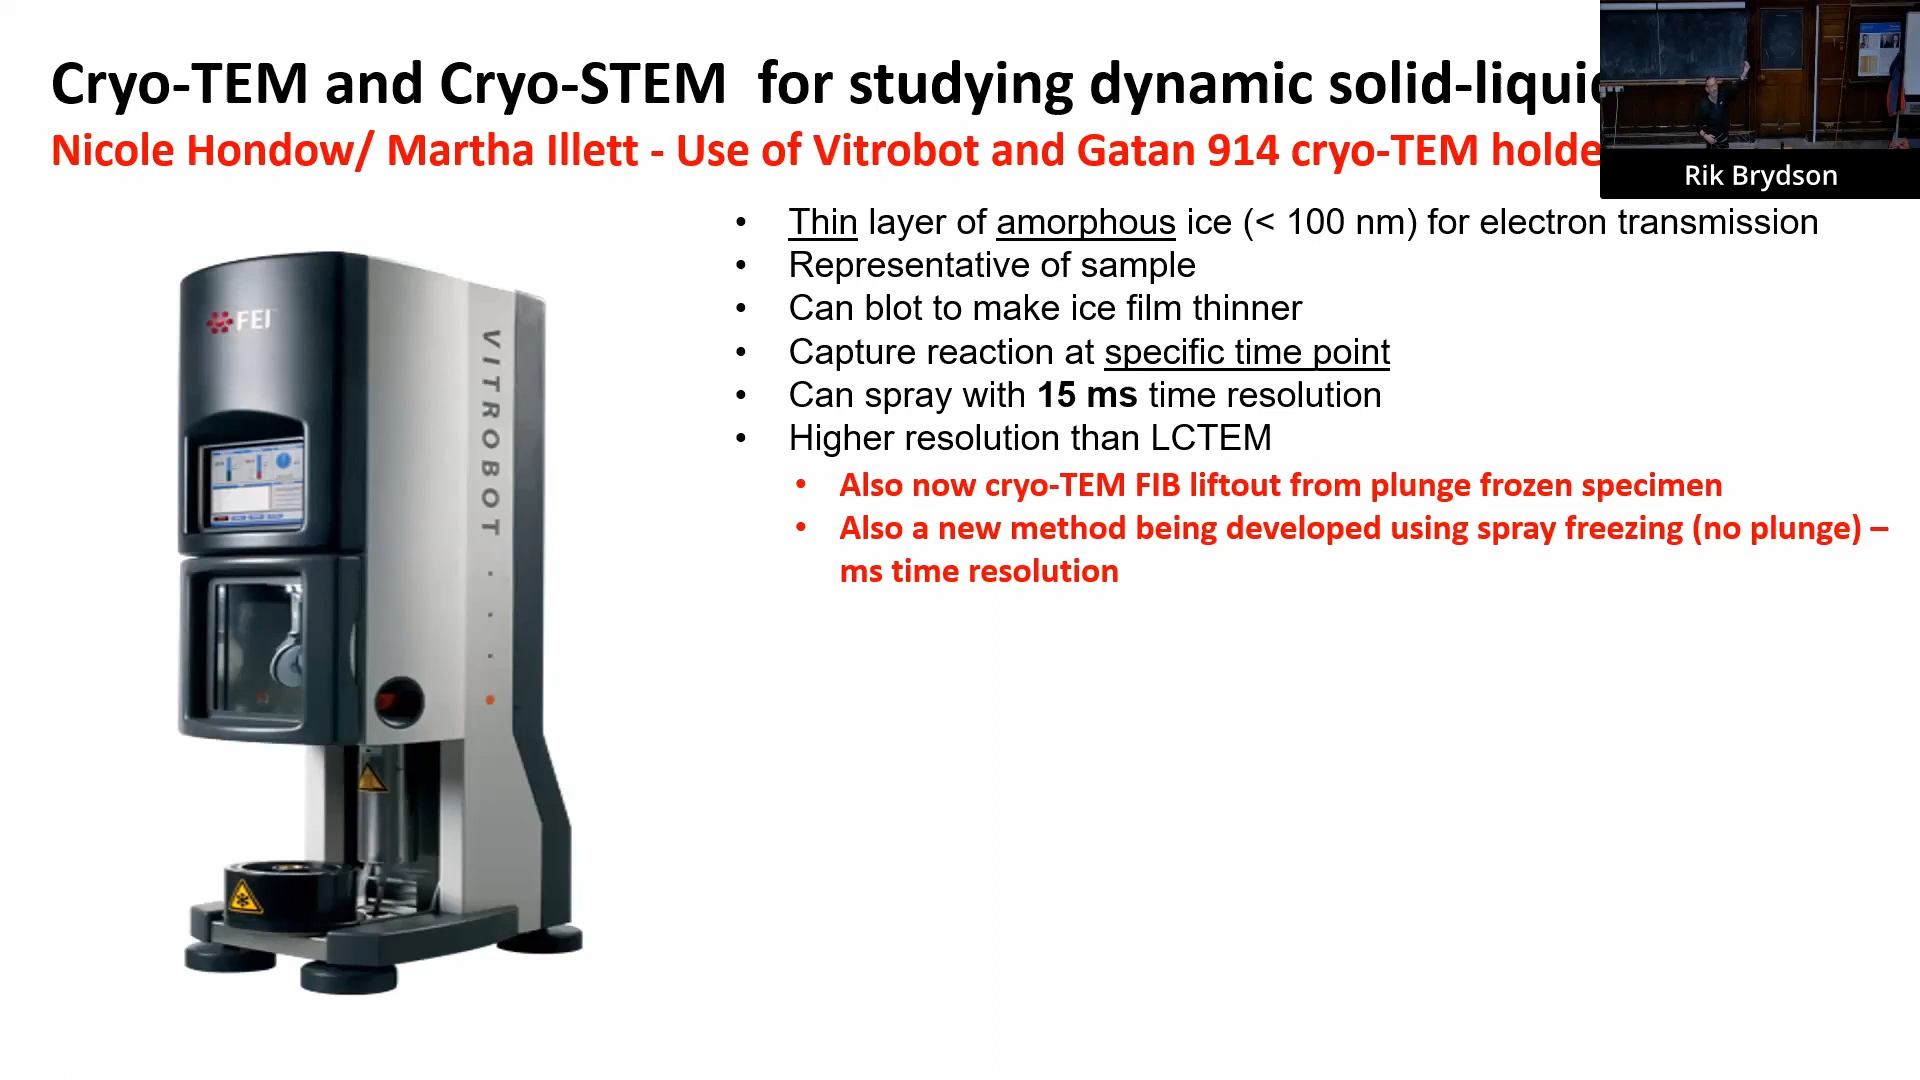 Cryo-TEM and Cryo-STEM for studying dynamic solid-liquid
Nicole Hondow/ Martha Illett - Use of Vitrobot and Gatan 914 cryo-TEM holde
Rik Brydson
• Thin layer of amorphous ice (< 100 nm) for electron transmission
• Representative of sample
• Can blot to make ice film thinner
• Capture reaction at specific time point
• Can spray with 15 ms time resolution
• Higher resolution than LCTEM
• Also now cryo-TEM FIB liftout from plunge frozen specimen
• Also a new method being developed using spray freezing (no plunge) –
ms time resolution
FEI
VITROBOT